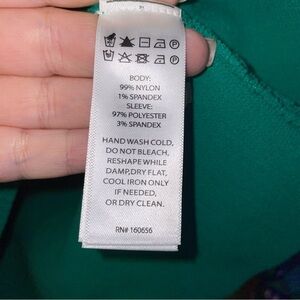 BODY:
99% NYLON
1% SPANDEX
SLEEVE:
97% POLYESTER
3% SPANDEX
HAND WASH COLD,
DO NOT BLEACH,
RESHAPE WHILE
DAMP,DRY FLAT,
COOL IRON ONLY
IF NEEDED,
OR DRY CLEAN.
RN# 160656